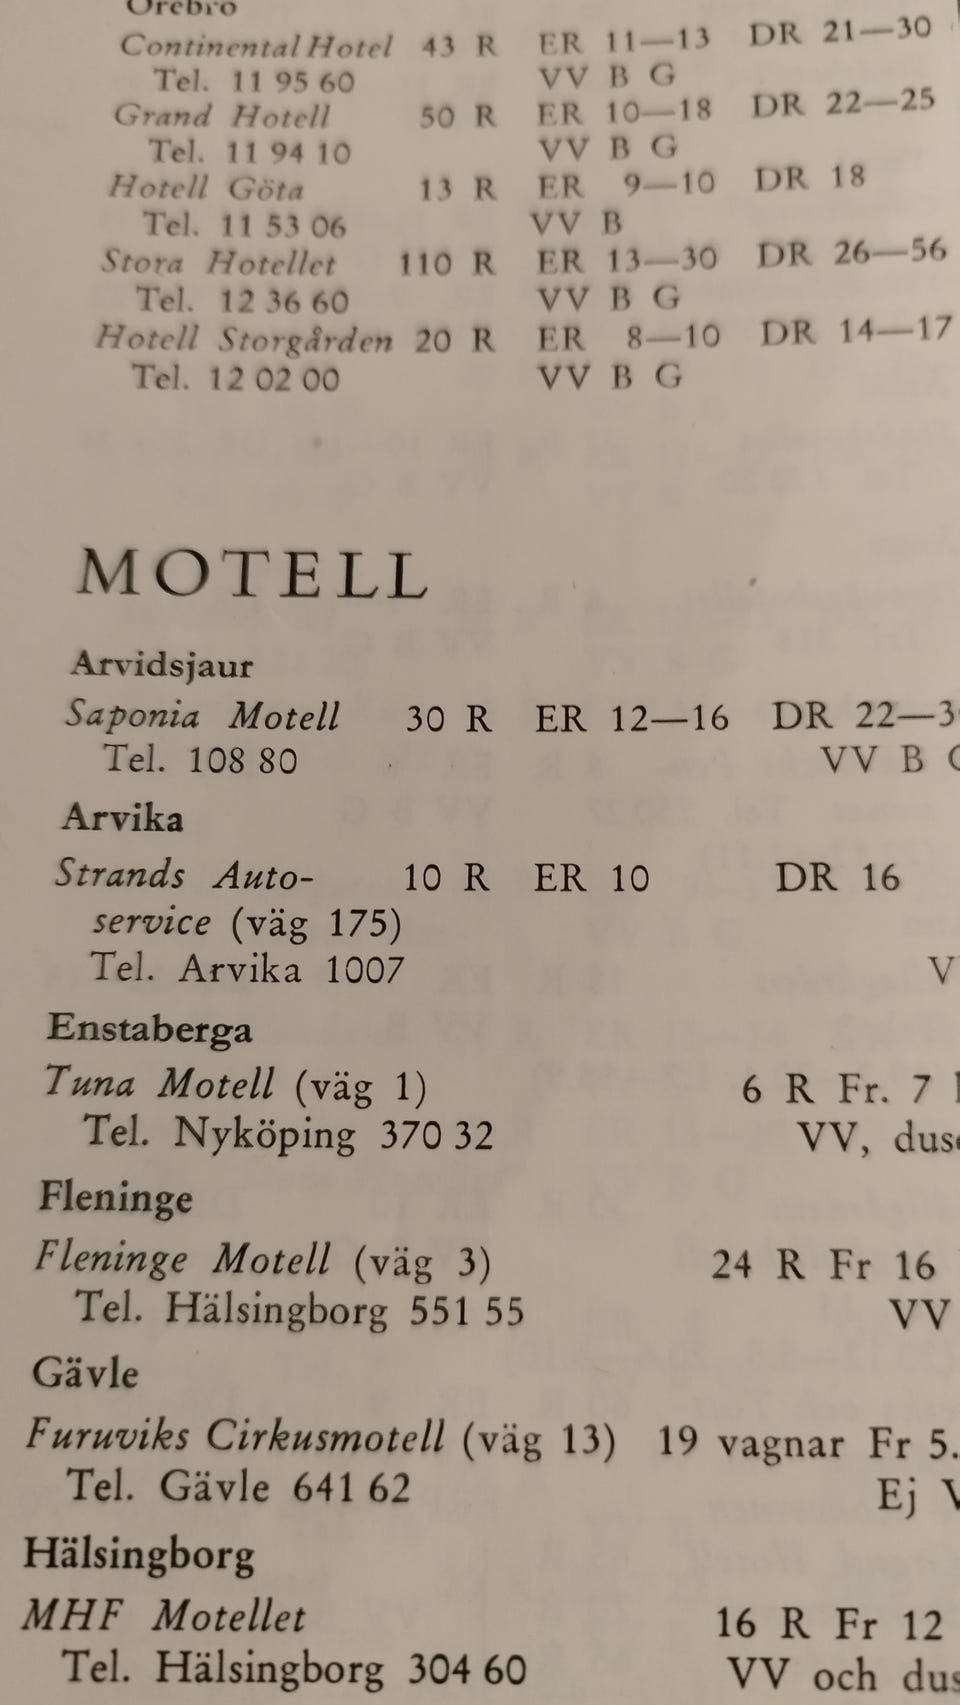 Örebro
Continental Hotel 43 R ER 11—13 DR 21—30
Tel. 11 95 60 VV B G
Grand Hotell 50 R ER 10—18 DR 22—25
Tel. 11 94 10 VV B G
Hotell Göta 13 R ER 9—10 DR 18
Tel. 11 53 06 VV B
Stora Hotellet 110 R ER 13—30 DR 26—56
Tel. 12 36 60 VV B G
Hotell Storgården 20 R ER 8—10 DR 14—17
Tel. 12 02 00 VV B G
MOTELL
Arvidsjaur
Saponia Motell 30 R ER 12—16 DR 22—
Tel. 108 80 VV B
Arvika
Strands Auto- 10 R ER 10 DR 16
service (väg 175)
Tel. Arvika 1007
Enstaberga
Tuna Motell (väg 1) 6 R Fr. 7
Tel. Nyköping 370 32 VV,
Fleninge
Fleninge Motell (väg 3) 24 R Fr 16
Tel. Hälsingborg 551 55 VV
Gävle
Furuviks Cirkusmotell (väg 13) 19 vagnar Fr 5.
Tel. Gävle 641 62 Ej
Hälsingborg
MHF Motellet 16 R Fr 12
Tel. Hälsingborg 304 60 VV och